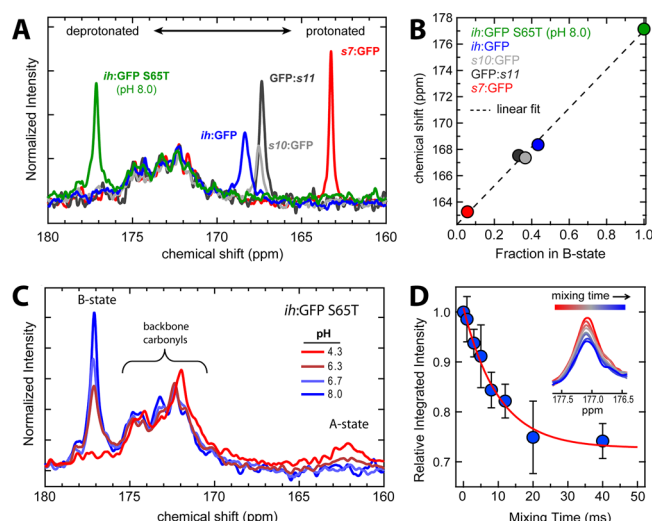 A
deprotonated
protonated
s7:GFP
ih:GFP S65T
(pH 8.0)
GFP:s11
ih:GFP
s10:GFP
Normalized Intensity
180
175
170
165
160
chemical shift (ppm)
B
ih:GFP S65T (pH 8.0)
ih:GFP
s10:GFP
GFP:s11
s7:GFP
linear fit
chemical shift (ppm)
178
176
174
172
170
168
166
164
0.0
0.2
0.4
0.6
0.8
1.0
Fraction in B-state
C
B-state
ih:GFP S65T
backbone
carbonyls
pH
4.3
6.3
6.7
8.0
A-state
Normalized Intensity
180
175
170
165
160
chemical shift (ppm)
D
mixing time
177.5
177.0
176.5
ppm
Relative Integrated Intensity
1.0
0.9
0.8
0.7
0
10
20
30
40
50
Mixing Time (ms)